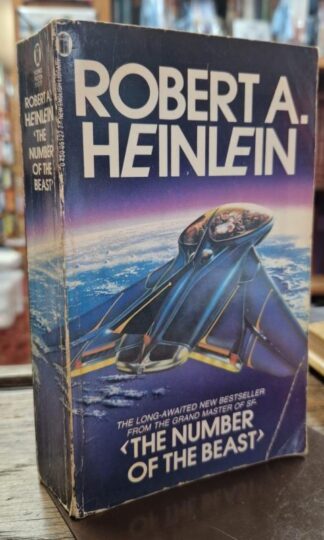 ROBERT A.
HEINLEIN
THE LONG-AWAITED NEW BESTSELLER
FROM THE GRAND MASTER OF SF-
‹THE NUMBER
OF THE BEAST›
ROBERT A.
HEINLEIN
‹THE
NUMBER
OF THE
BEAST›